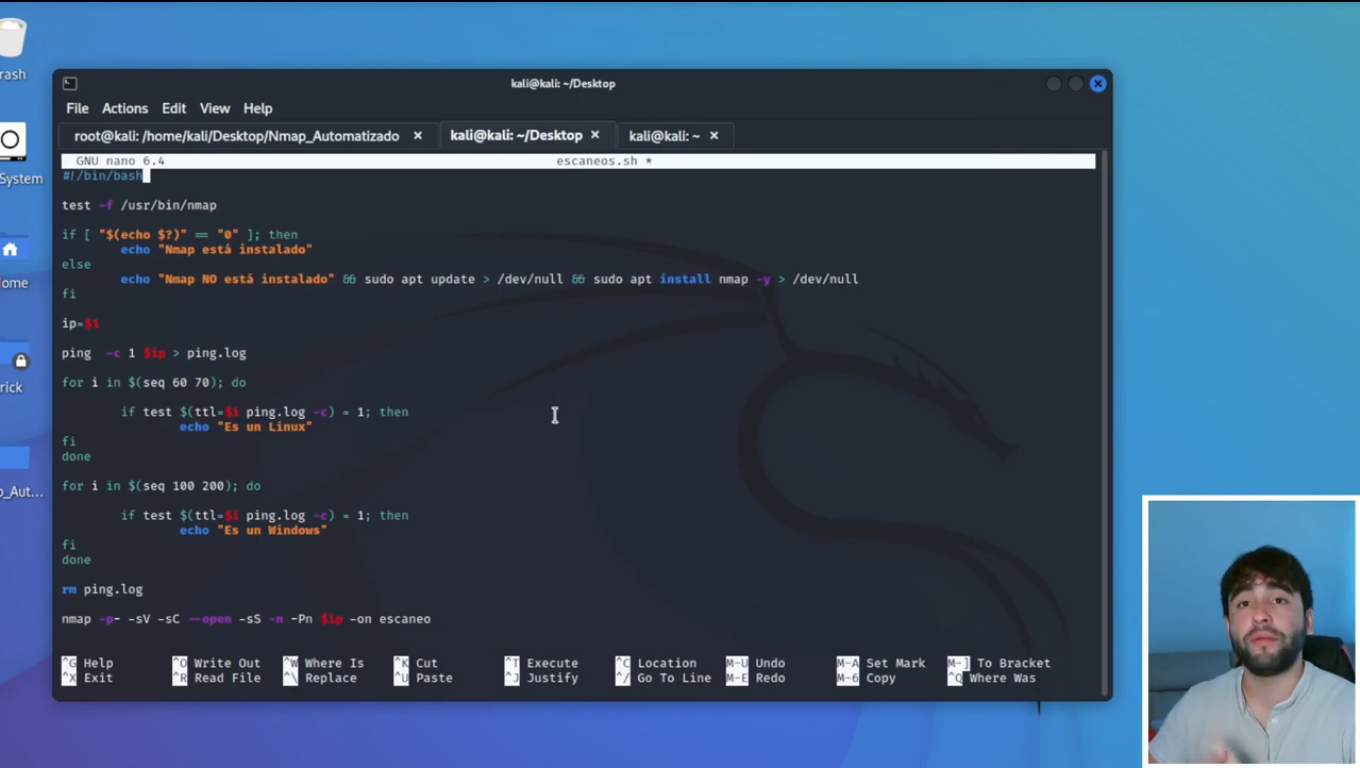 rash
System
ome
rick
o_Aut...
kali@kali: ~/Desktop
File Actions Edit View Help
root@kali: /home/kali/Desktop/Nmap_Automatizado × kali@kali: ~/Desktop × kali@kali: ~ ×
GNU nano 6.4 escaneos.sh *
#!/bin/bash
test -f /usr/bin/nmap
if [ "$(echo $?)" == "0" ]; then
echo "Nmap está instalado"
else
echo "Nmap NO está instalado" && sudo apt update > /dev/null && sudo apt install nmap -y > /dev/null
fi
ip=$1
ping -c 1 $ip > ping.log
for i in $(seq 60 70); do
if test $(ttl=$i ping.log -c) = 1; then
echo "Es un Linux"
fi
done
for i in $(seq 100 200); do
if test $(ttl=$i ping.log -c) = 1; then
echo "Es un Windows"
fi
done
rm ping.log
nmap -p- -sV -sC --open -sS -n -Pn $ip -on escaneo
^G Help ^O Write Out ^W Where Is ^K Cut ^T Execute ^C Location M-U Undo M-A Set Mark M-] To Bracket
^X Exit ^R Read File ^\ Replace ^U Paste ^J Justify ^/ Go To Line M-E Redo M-6 Copy ^Q Where Was